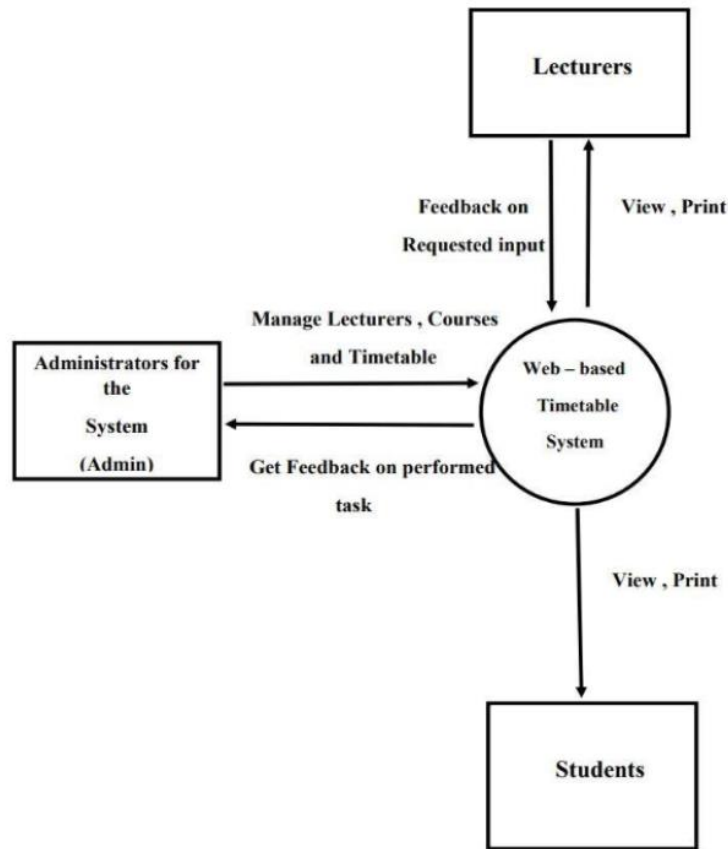 Lecturers
Feedback on
Requested input
View , Print
Manage Lecturers , Courses
and Timetable
Administrators for
the
System
(Admin)
Web – based
Timetable
System
Get Feedback on performed
task
View , Print
Students